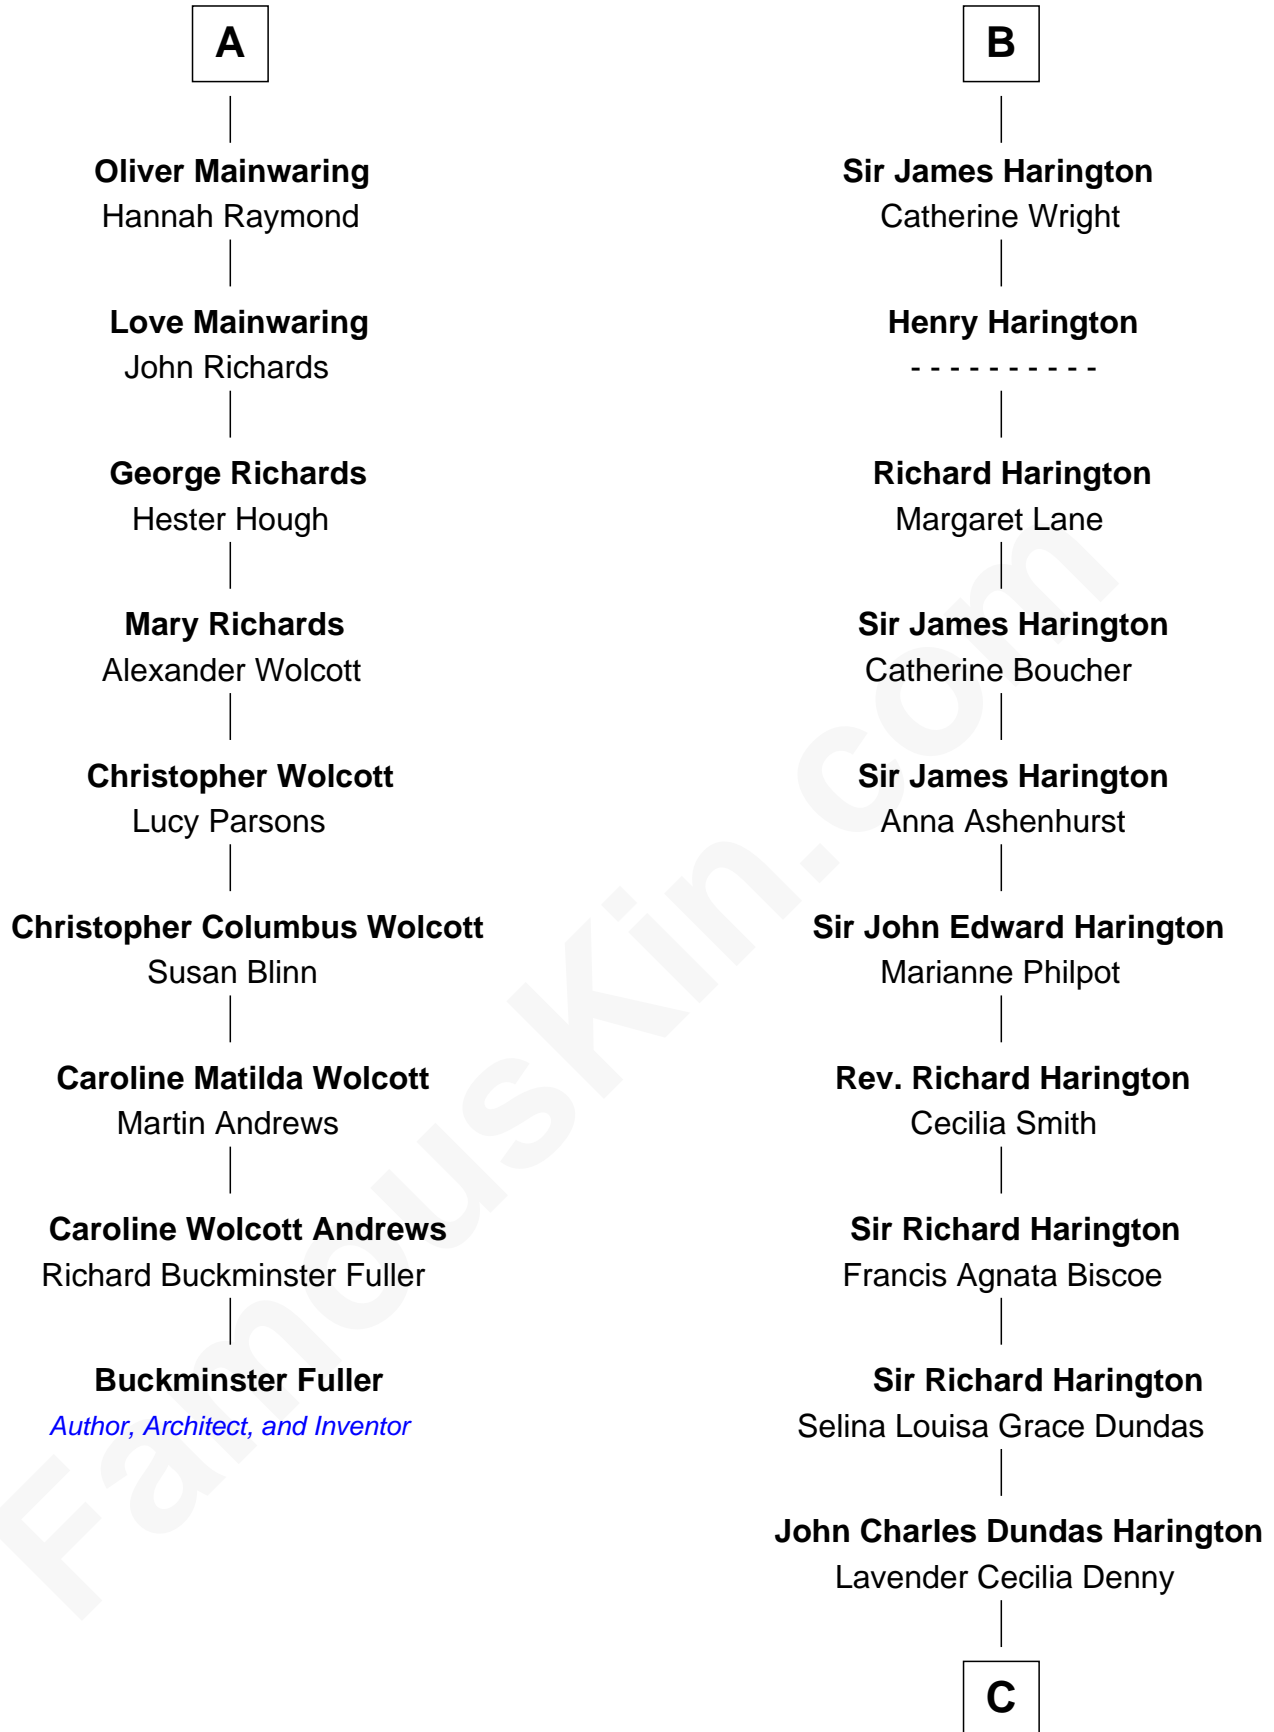 A
Oliver Mainwaring
Hannah Raymond
Love Mainwaring
John Richards
George Richards
Hester Hough
Mary Richards
Alexander Wolcott
Christopher Wolcott
Lucy Parsons
Christopher Columbus Wolcott
Susan Blinn
Caroline Matilda Wolcott
Martin Andrews
Caroline Wolcott Andrews
Richard Buckminster Fuller
Buckminster Fuller
Author, Architect, and Inventor
B
Sir James Harington
Catherine Wright
Henry Harington
- - - - - - - - - -
Richard Harington
Margaret Lane
Sir James Harington
Catherine Boucher
Sir James Harington
Anna Ashenhurst
Sir John Edward Harington
Marianne Philpot
Rev. Richard Harington
Cecilia Smith
Sir Richard Harington
Francis Agnata Biscoe
Sir Richard Harington
Selina Louisa Grace Dundas
John Charles Dundas Harington
Lavender Cecilia Denny
C
FamousKin.com